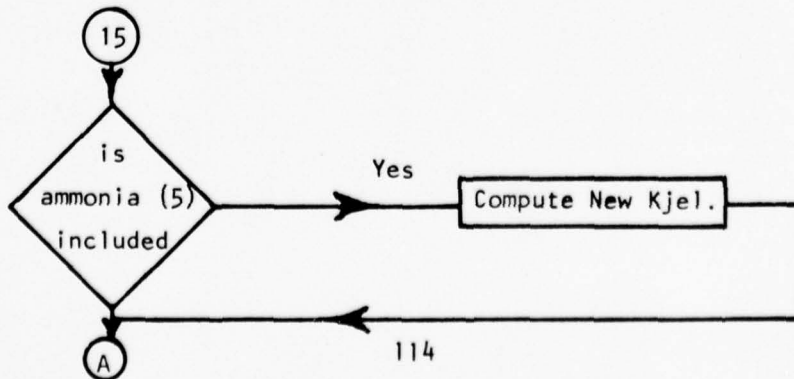 15
is
ammonia (5)
included
Yes
Compute New Kjel.
114
A